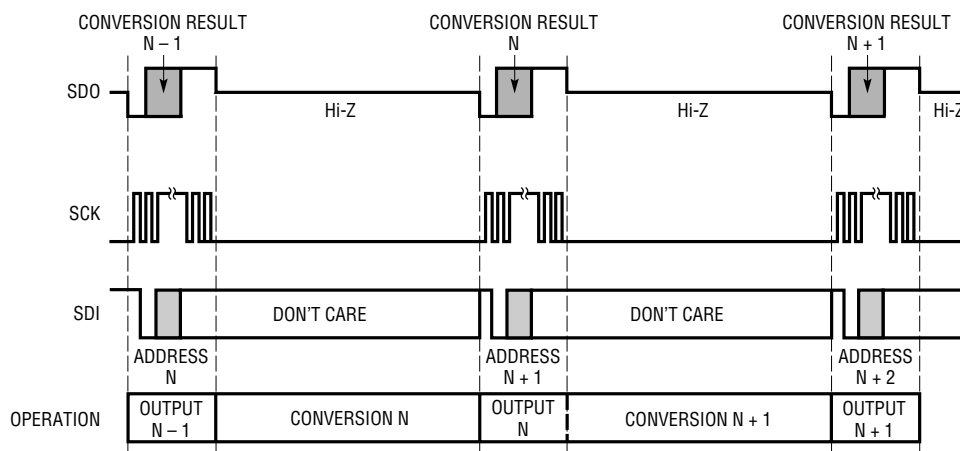 CONVERSION RESULT
N – 1
CONVERSION RESULT
N
CONVERSION RESULT
N + 1
SDO
Hi-Z
Hi-Z
Hi-Z
SCK
SDI
DON'T CARE
DON'T CARE
ADDRESS
N
ADDRESS
N + 1
ADDRESS
N + 2
OPERATION
OUTPUT
N – 1
CONVERSION N
OUTPUT
N
CONVERSION N + 1
OUTPUT
N + 1